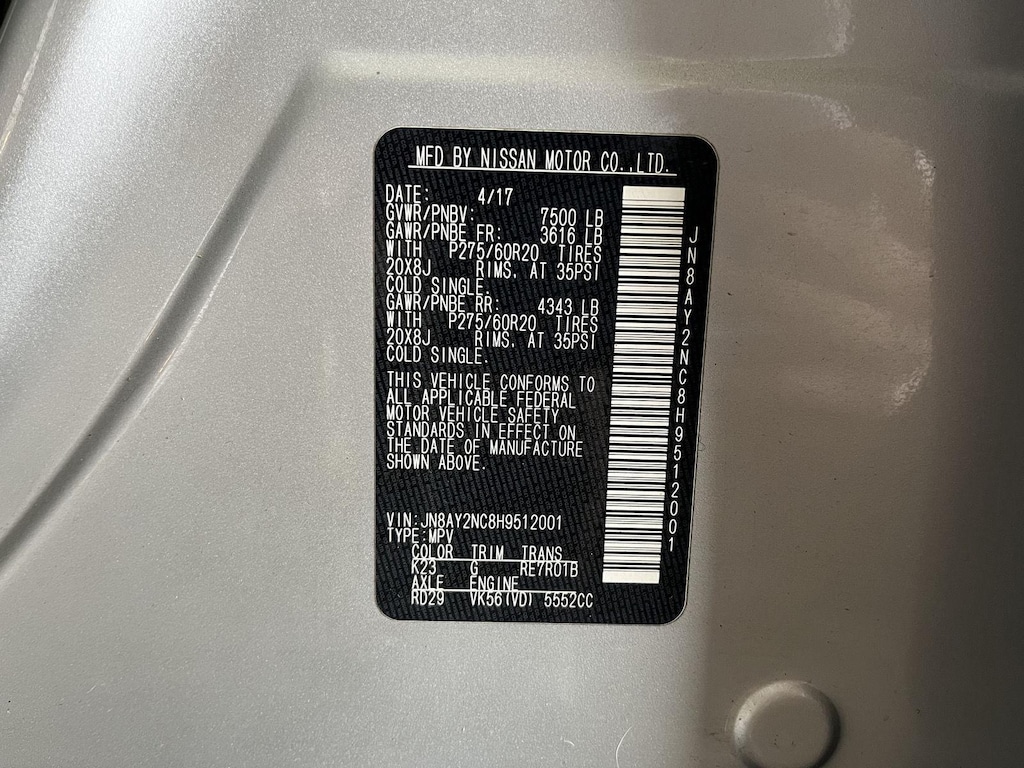 MFD BY NISSAN MOTOR CO.,LTD.
DATE: 4/17
GVWR/PNBV: 7500 LB
GAWR/PNBE FR: 3616 LB
WITH P275/60R20 TIRES
20X8J RIMS. AT 35PSI
COLD SINGLE.
GAWR/PNBE RR: 4343 LB
WITH P275/60R20 TIRES
20X8J RIMS. AT 35PSI
COLD SINGLE.
THIS VEHICLE CONFORMS TO
ALL APPLICABLE FEDERAL
MOTOR VEHICLE SAFETY
STANDARDS IN EFFECT ON
THE DATE OF MANUFACTURE
SHOWN ABOVE.
VIN:JN8AY2NC8H9512001
TYPE:MPV
COLOR TRIM TRANS
K23 G RE7R01B
AXLE ENGINE
RD29 VK56(VD) 5552CC
JN8AY2NC8H9512001